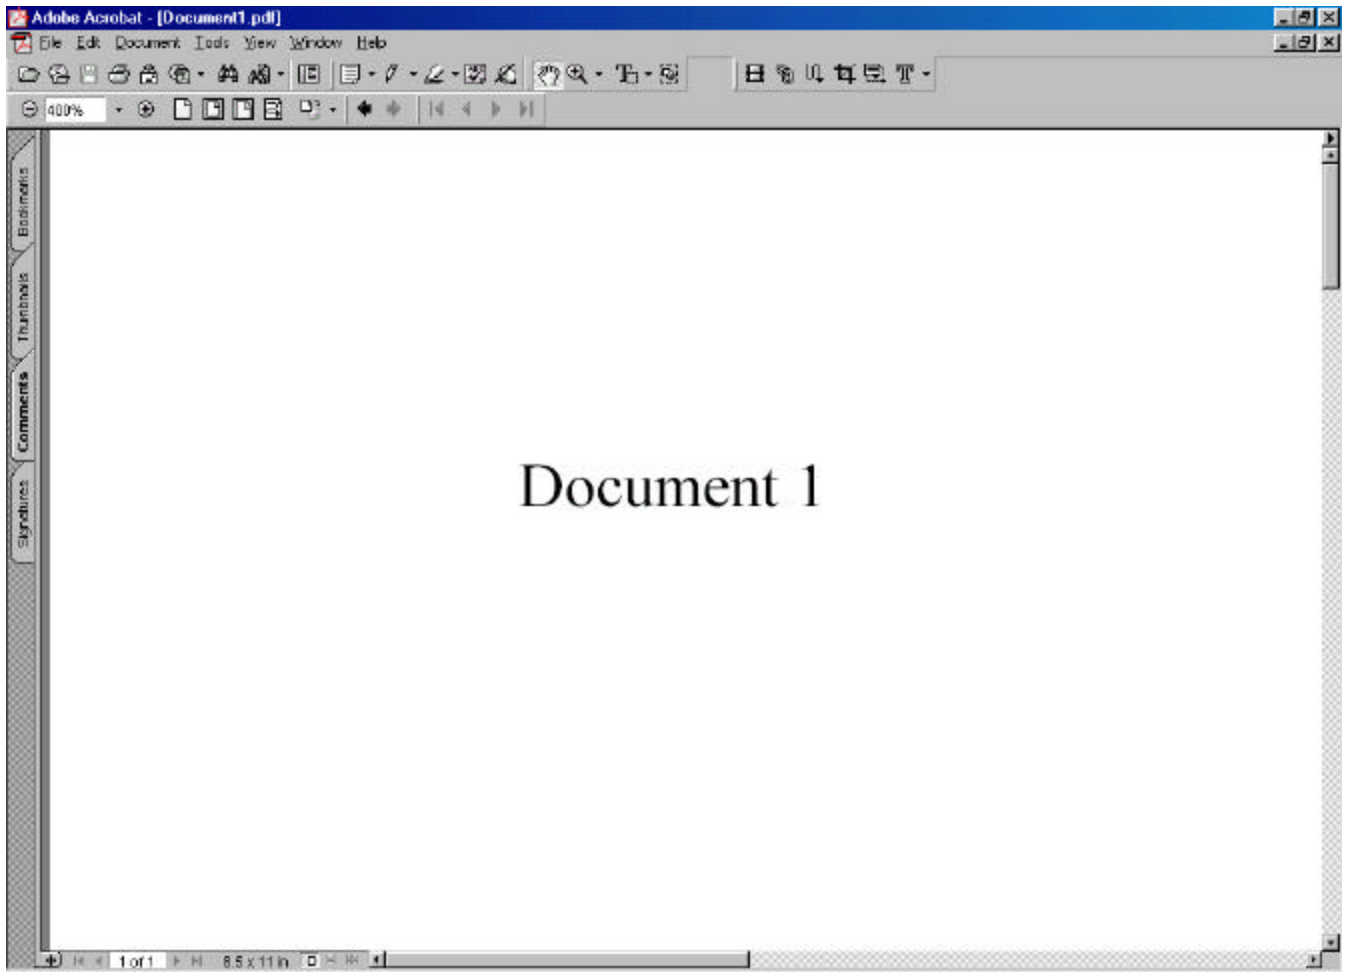 Adobe Acrobat - [Document1.pdf]
File Edit Document Tools View Window Help
400%
Bookmarks
Thumbnails
Comments
Signatures
Document 1
1 of 1 8.5 x 11 in